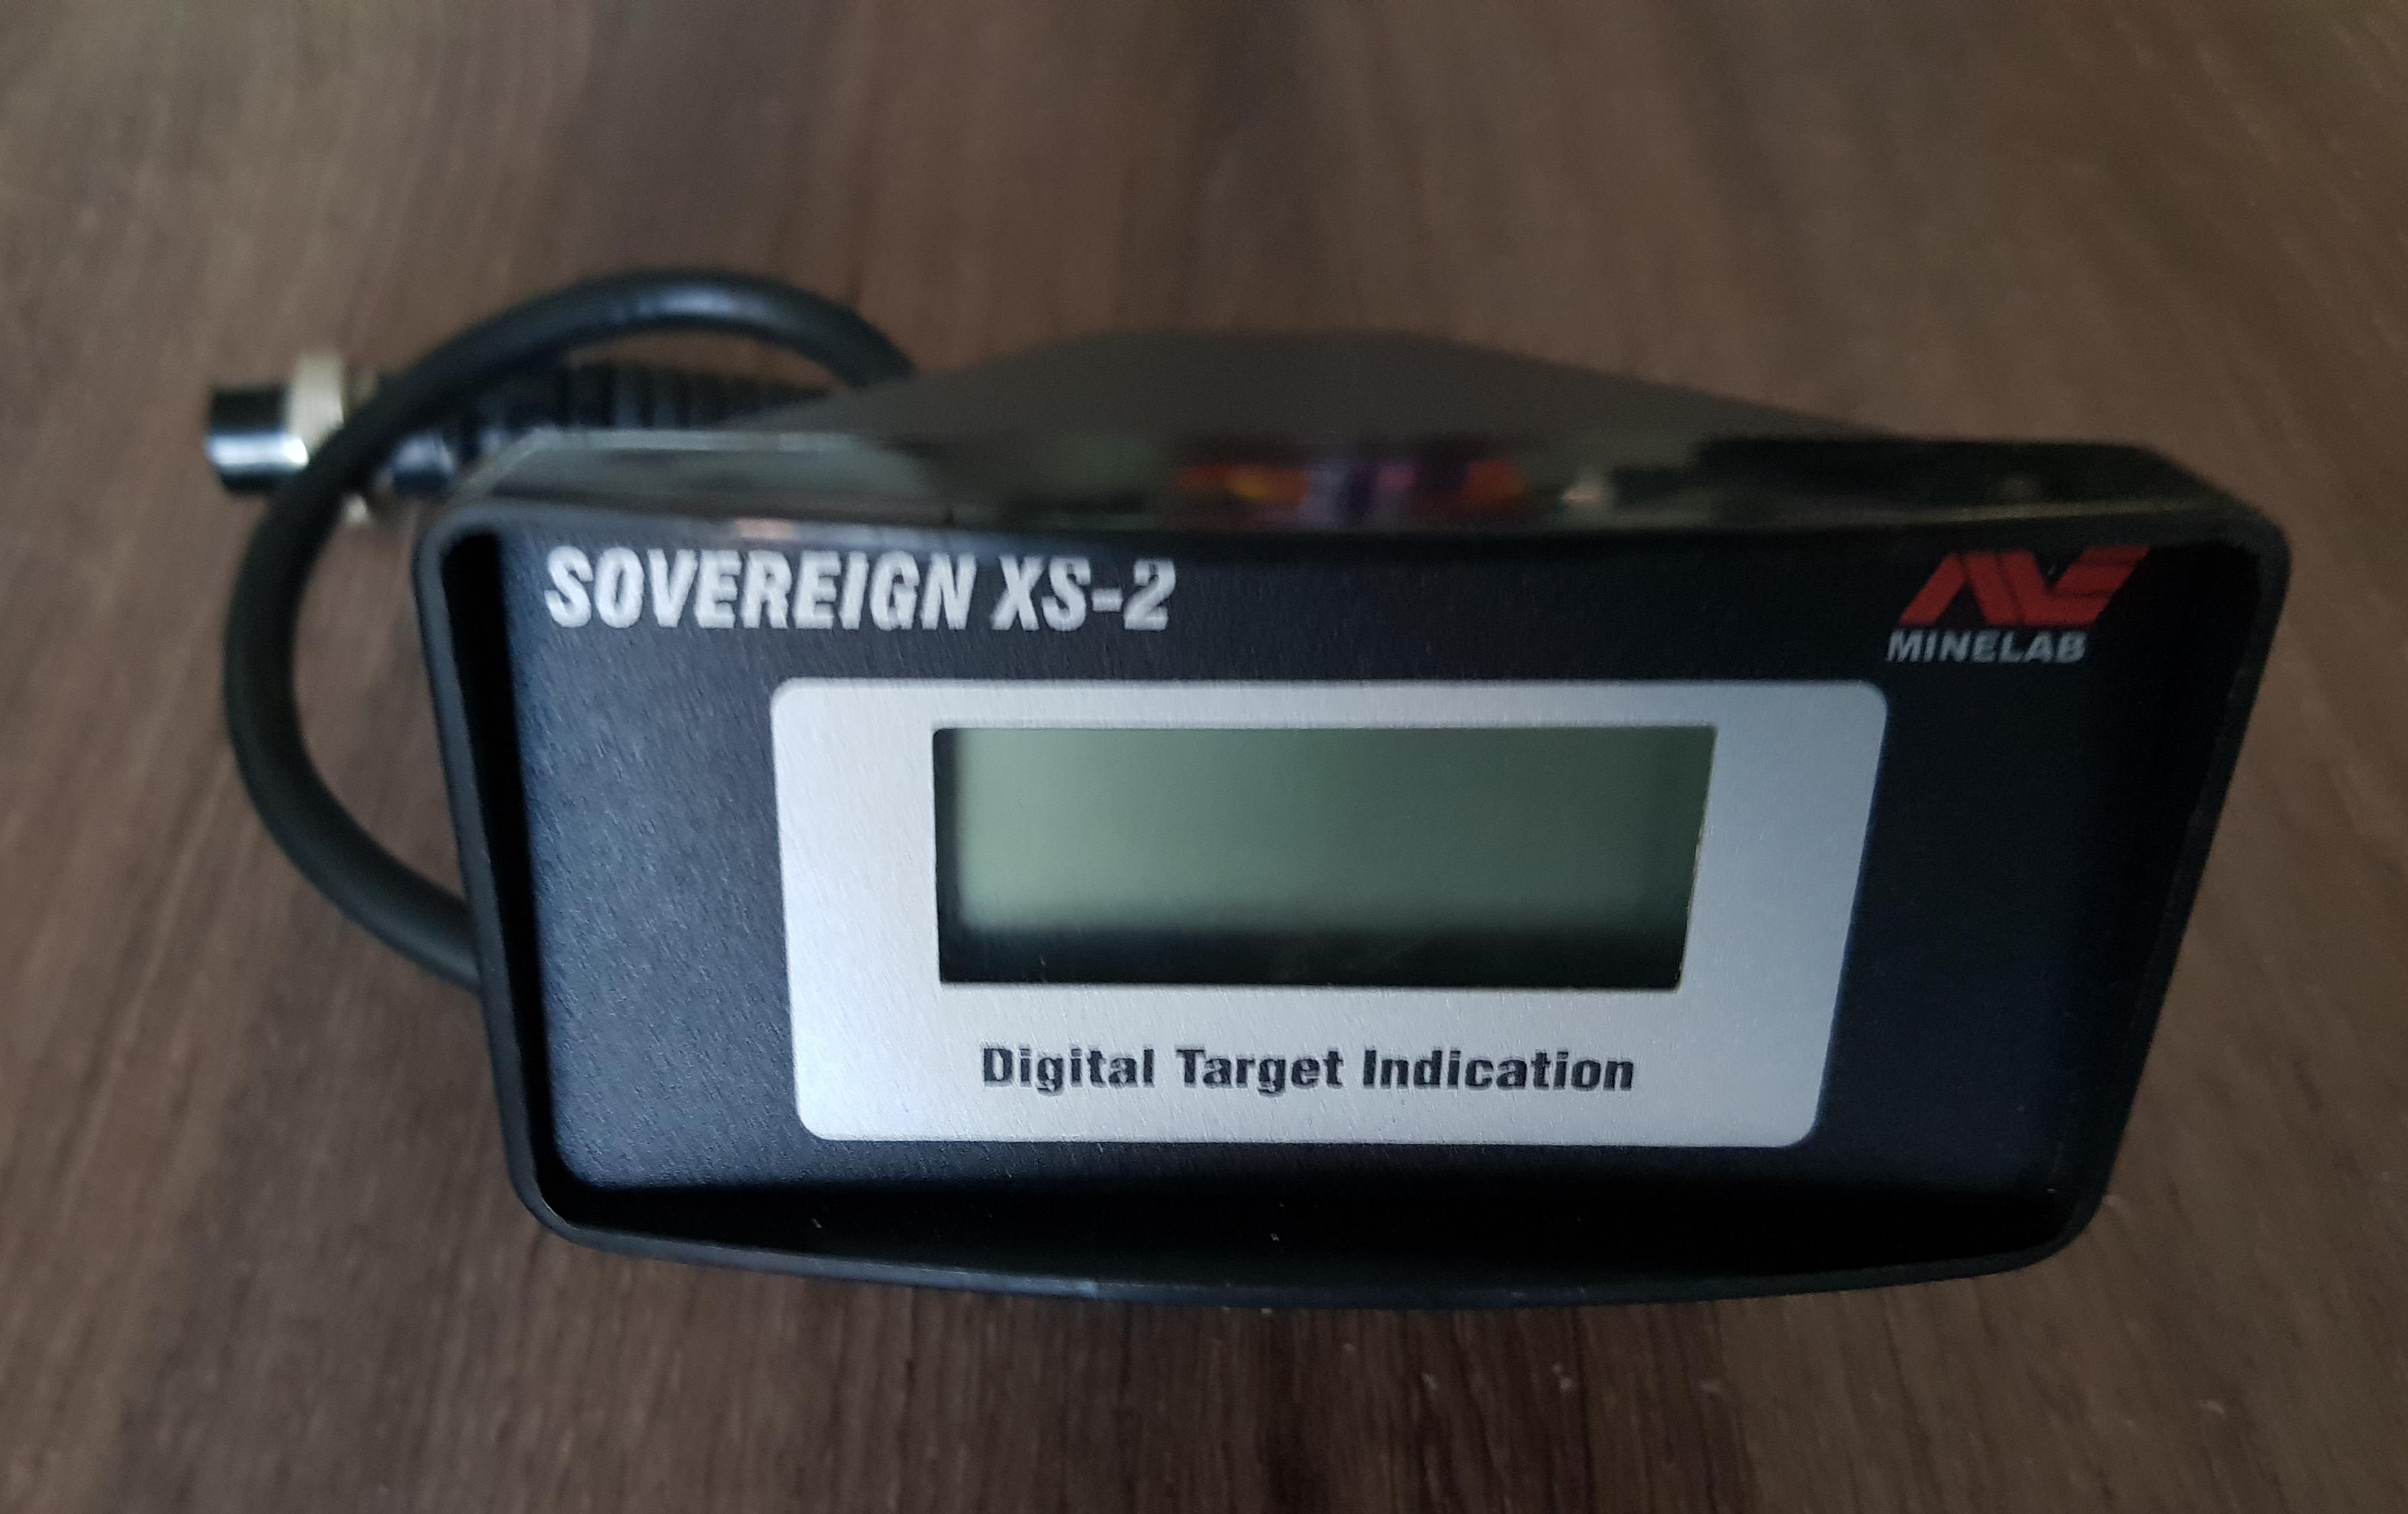 SOVEREIGN XS-2
MINELAB
Digital Target Indication